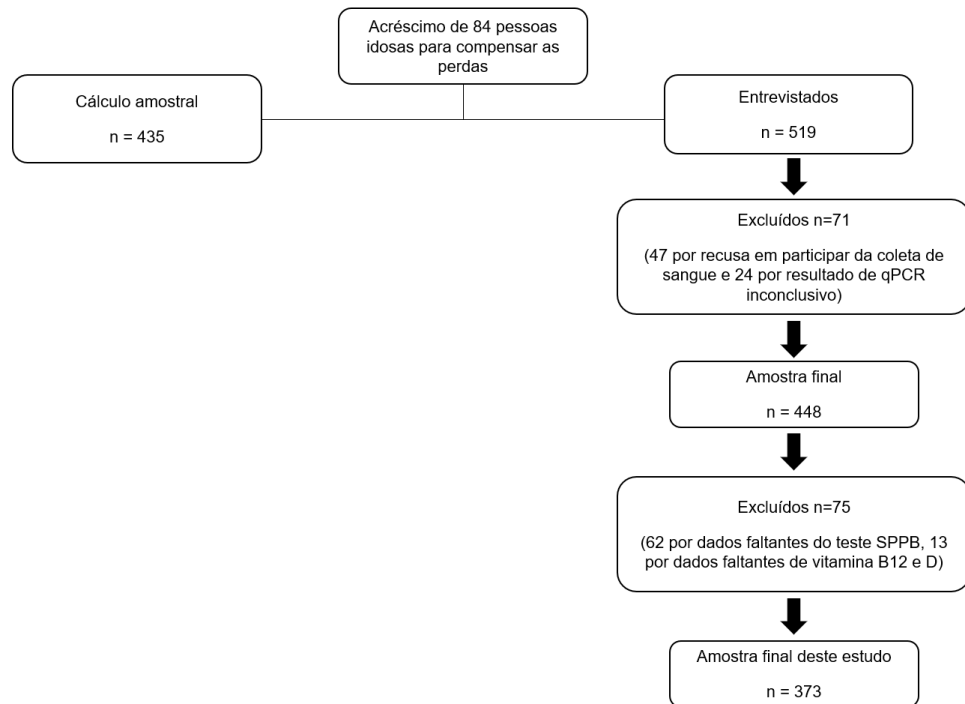 Acréscimo de 84 pessoas
idosas para compensar as
perdas
Cálculo amostral
n = 435
Entrevistados
n = 519
Excluídos n=71
(47 por recusa em participar da coleta de
sangue e 24 por resultado de qPCR
inconclusivo)
Amostra final
n = 448
Excluídos n=75
(62 por dados faltantes do teste SPPB, 13
por dados faltantes de vitamina B12 e D)
Amostra final deste estudo
n = 373